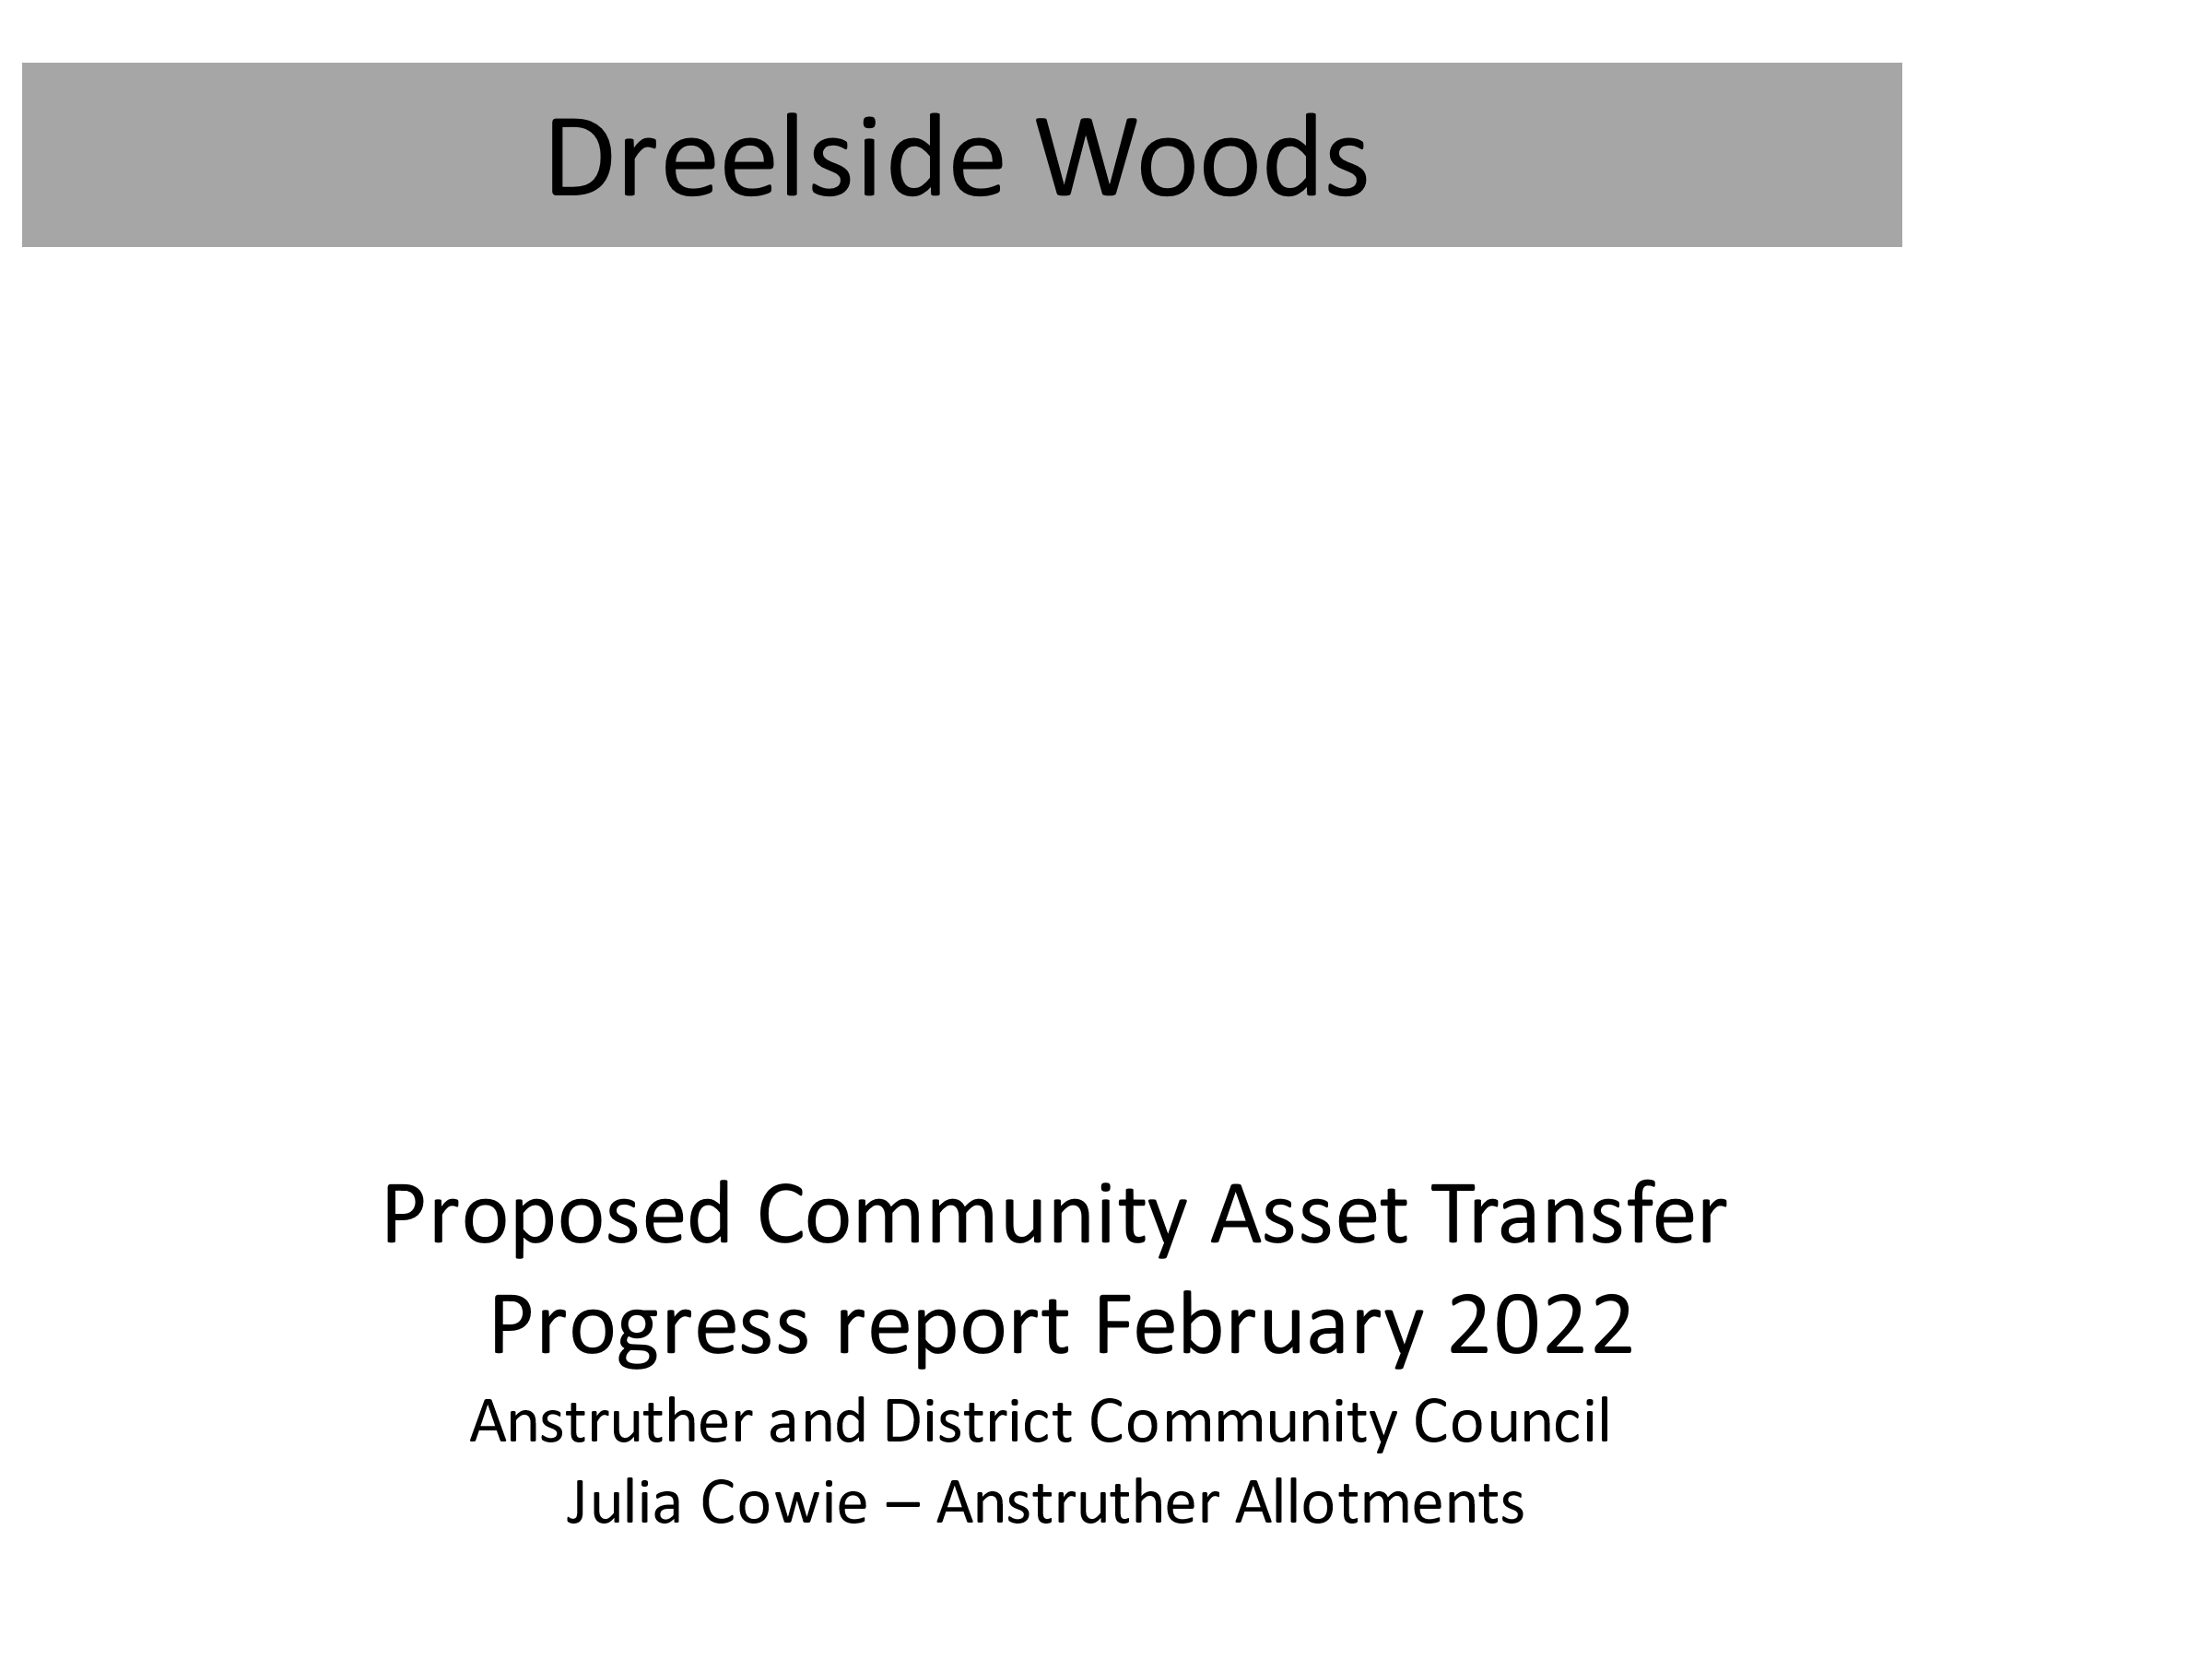 Dreelside Woods
Proposed Community Asset Transfer
Progress report February 2022
Anstruther and District Community Council
Julia Cowie – Anstruther Allotments